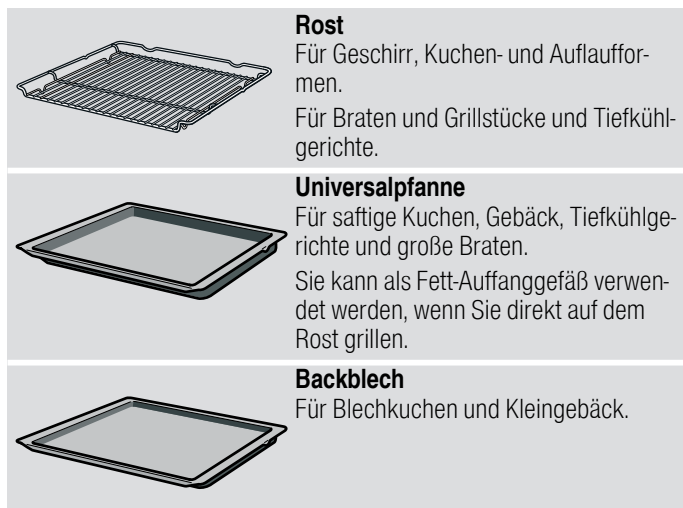 Rost
Für Geschirr, Kuchen- und Auflauffor-
men.
Für Braten und Grillstücke und Tiefkühl-
gerichte.
Universalpfanne
Für saftige Kuchen, Gebäck, Tiefkühlge-
richte und große Braten.
Sie kann als Fett-Auffanggefäß verwen-
det werden, wenn Sie direkt auf dem
Rost grillen.
Backblech
Für Blechkuchen und Kleingebäck.